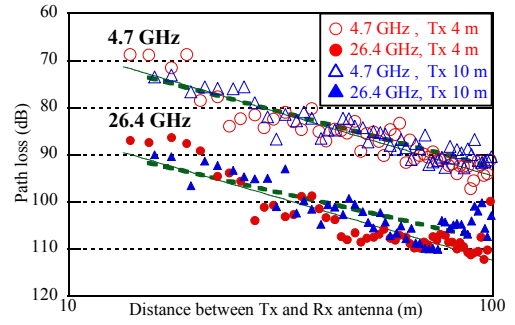 60
70
80
90
100
110
120
Path loss (dB)
4.7 GHz
26.4 GHz
4.7 GHz , Tx 4 m
26.4 GHz, Tx 4 m
4.7 GHz , Tx 10 m
26.4 GHz, Tx 10 m
10
Distance between Tx and Rx antenna (m)
100